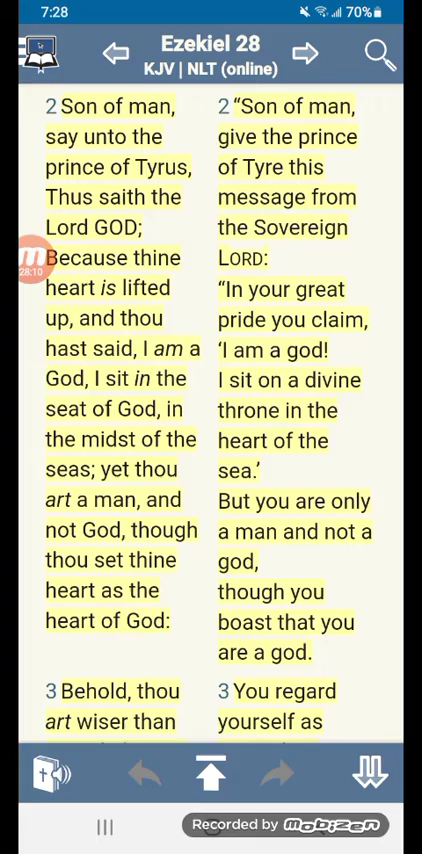 7:28
70%
Ezekiel 28
KJV | NLT (online)
2 Son of man,
say unto the
prince of Tyrus,
Thus saith the
Lord GOD;
Because thine
heart is lifted
up, and thou
hast said, I am a
God, I sit in the
seat of God, in
the midst of the
seas; yet thou
art a man, and
not God, though
thou set thine
heart as the
heart of God:
3 Behold, thou
art wiser than
2 “Son of man,
give the prince
of Tyre this
message from
the Sovereign
LORD:
“In your great
pride you claim,
‘I am a god!
I sit on a divine
throne in the
heart of the
sea.’
But you are only
a man and not a
god,
though you
boast that you
are a god.
3 You regard
yourself as
m
28:10
Recorded by mobizen